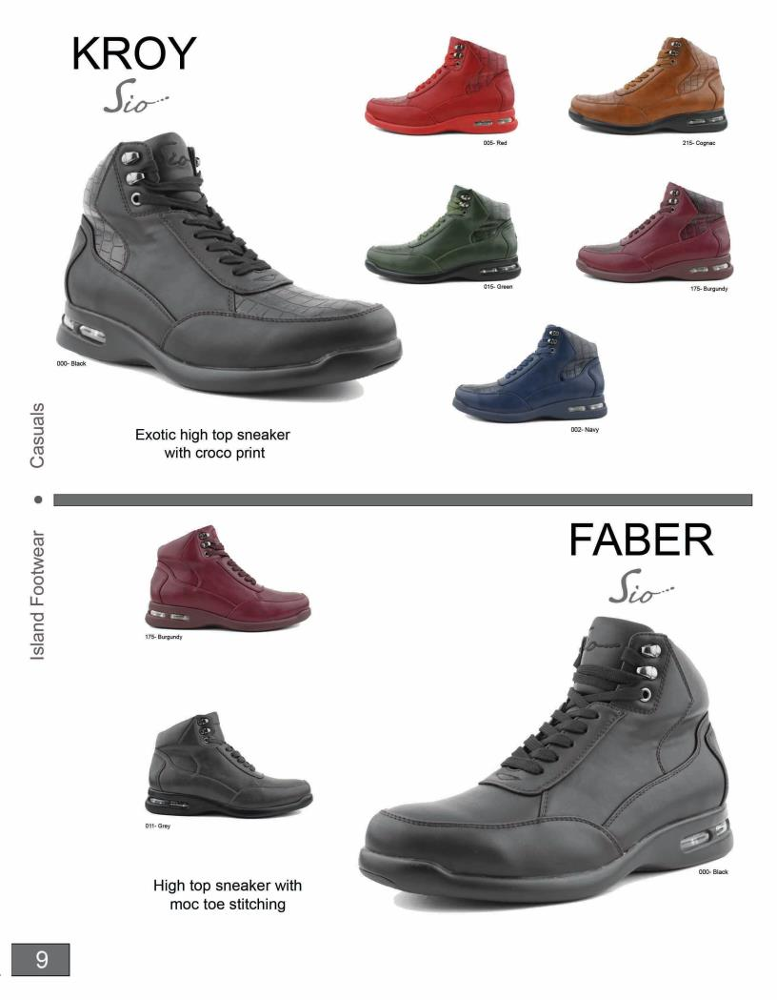 KROY
Sio
005- Red
215- Cognac
Sio
015- Green
175- Burgundy
000- Black
002- Navy
Exotic high top sneaker
with croco print
Casuals • Island Footwear
FABER
Sio
175- Burgundy
011- Grey
000- Black
High top sneaker with
moc toe stitching
9